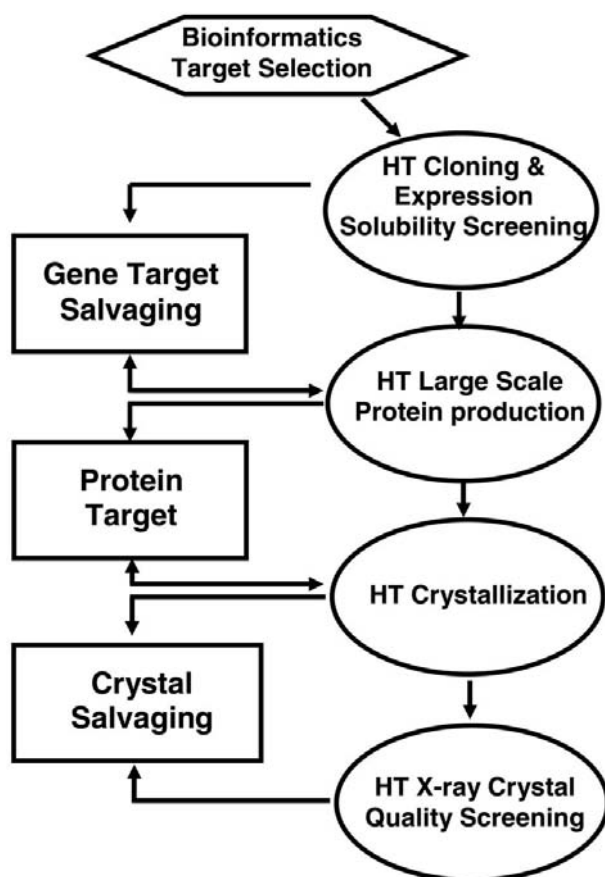 Bioinformatics
Target Selection
HT Cloning &
Expression
Solubility Screening
Gene Target
Salvaging
HT Large Scale
Protein production
Protein
Target
HT Crystallization
Crystal
Salvaging
HT X-ray Crystal
Quality Screening